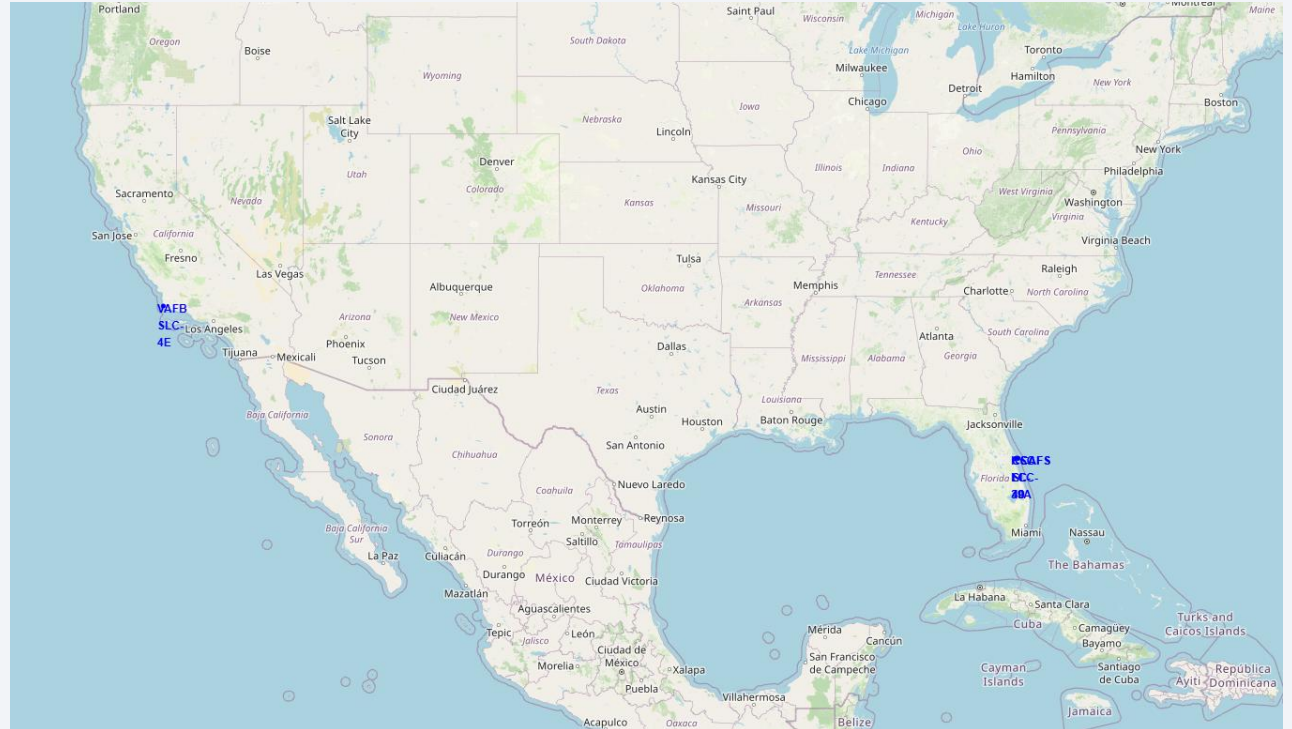 Portland
Saint Paul
Wisconsin
Michigan
Lake Huron
Montréal
Maine
Oregon
Boise
South Dakota
Lake Michigan
Toronto
Wyoming
Milwaukee
Hamilton
New York
Detroit
Chicago
Boston
Iowa
Salt Lake
City
Nebraska
Lincoln
Pennsylvania
New York
Denver
Ohio
Utah
Illinois
Indiana
Philadelphia
Colorado
Kansas City
Sacramento
Nevada
Kansas
Missouri
West Virginia
Washington
Virginia
Kentucky
San Jose
California
Virginia Beach
Fresno
Tulsa
Las Vegas
Tennessee
Raleigh
Albuquerque
Oklahoma
Memphis
Charlotte
North Carolina
VAFB
SLC-
4E
Arkansas
Arizona
New Mexico
Los Angeles
South Carolina
Phoenix
Atlanta
Dallas
Tijuana
Mexicali
Tucson
Mississippi
Alabama
Georgia
Ciudad Juárez
Texas
Louisiana
Baja California
Austin
Houston
Baton Rouge
Jacksonville
Sonora
San Antonio
Chihuahua
Florida
Nuevo Laredo
Coahuila
Reynosa
Torreón
Monterrey
Baja California
Sur
Saltillo
Tamaulipas
Miami
Nassau
La Paz
Culiacán
Durango
The Bahamas
Durango
México
Ciudad Victoria
Mazatlán
La Habana
Santa Clara
Aguascalientes
Cuba
Camagüey
Turks and
Caicos Islands
Tepic
Jalisco
León
Mérida
Cancún
Bayamo
Ciudad de
México
San Francisco
de Campeche
Morelia
Xalapa
Cayman
Islands
Santiago
de Cuba
Ayiti
República
Dominicana
Puebla
Villahermosa
Jamaica
Acapulco
Oaxaca
Belize